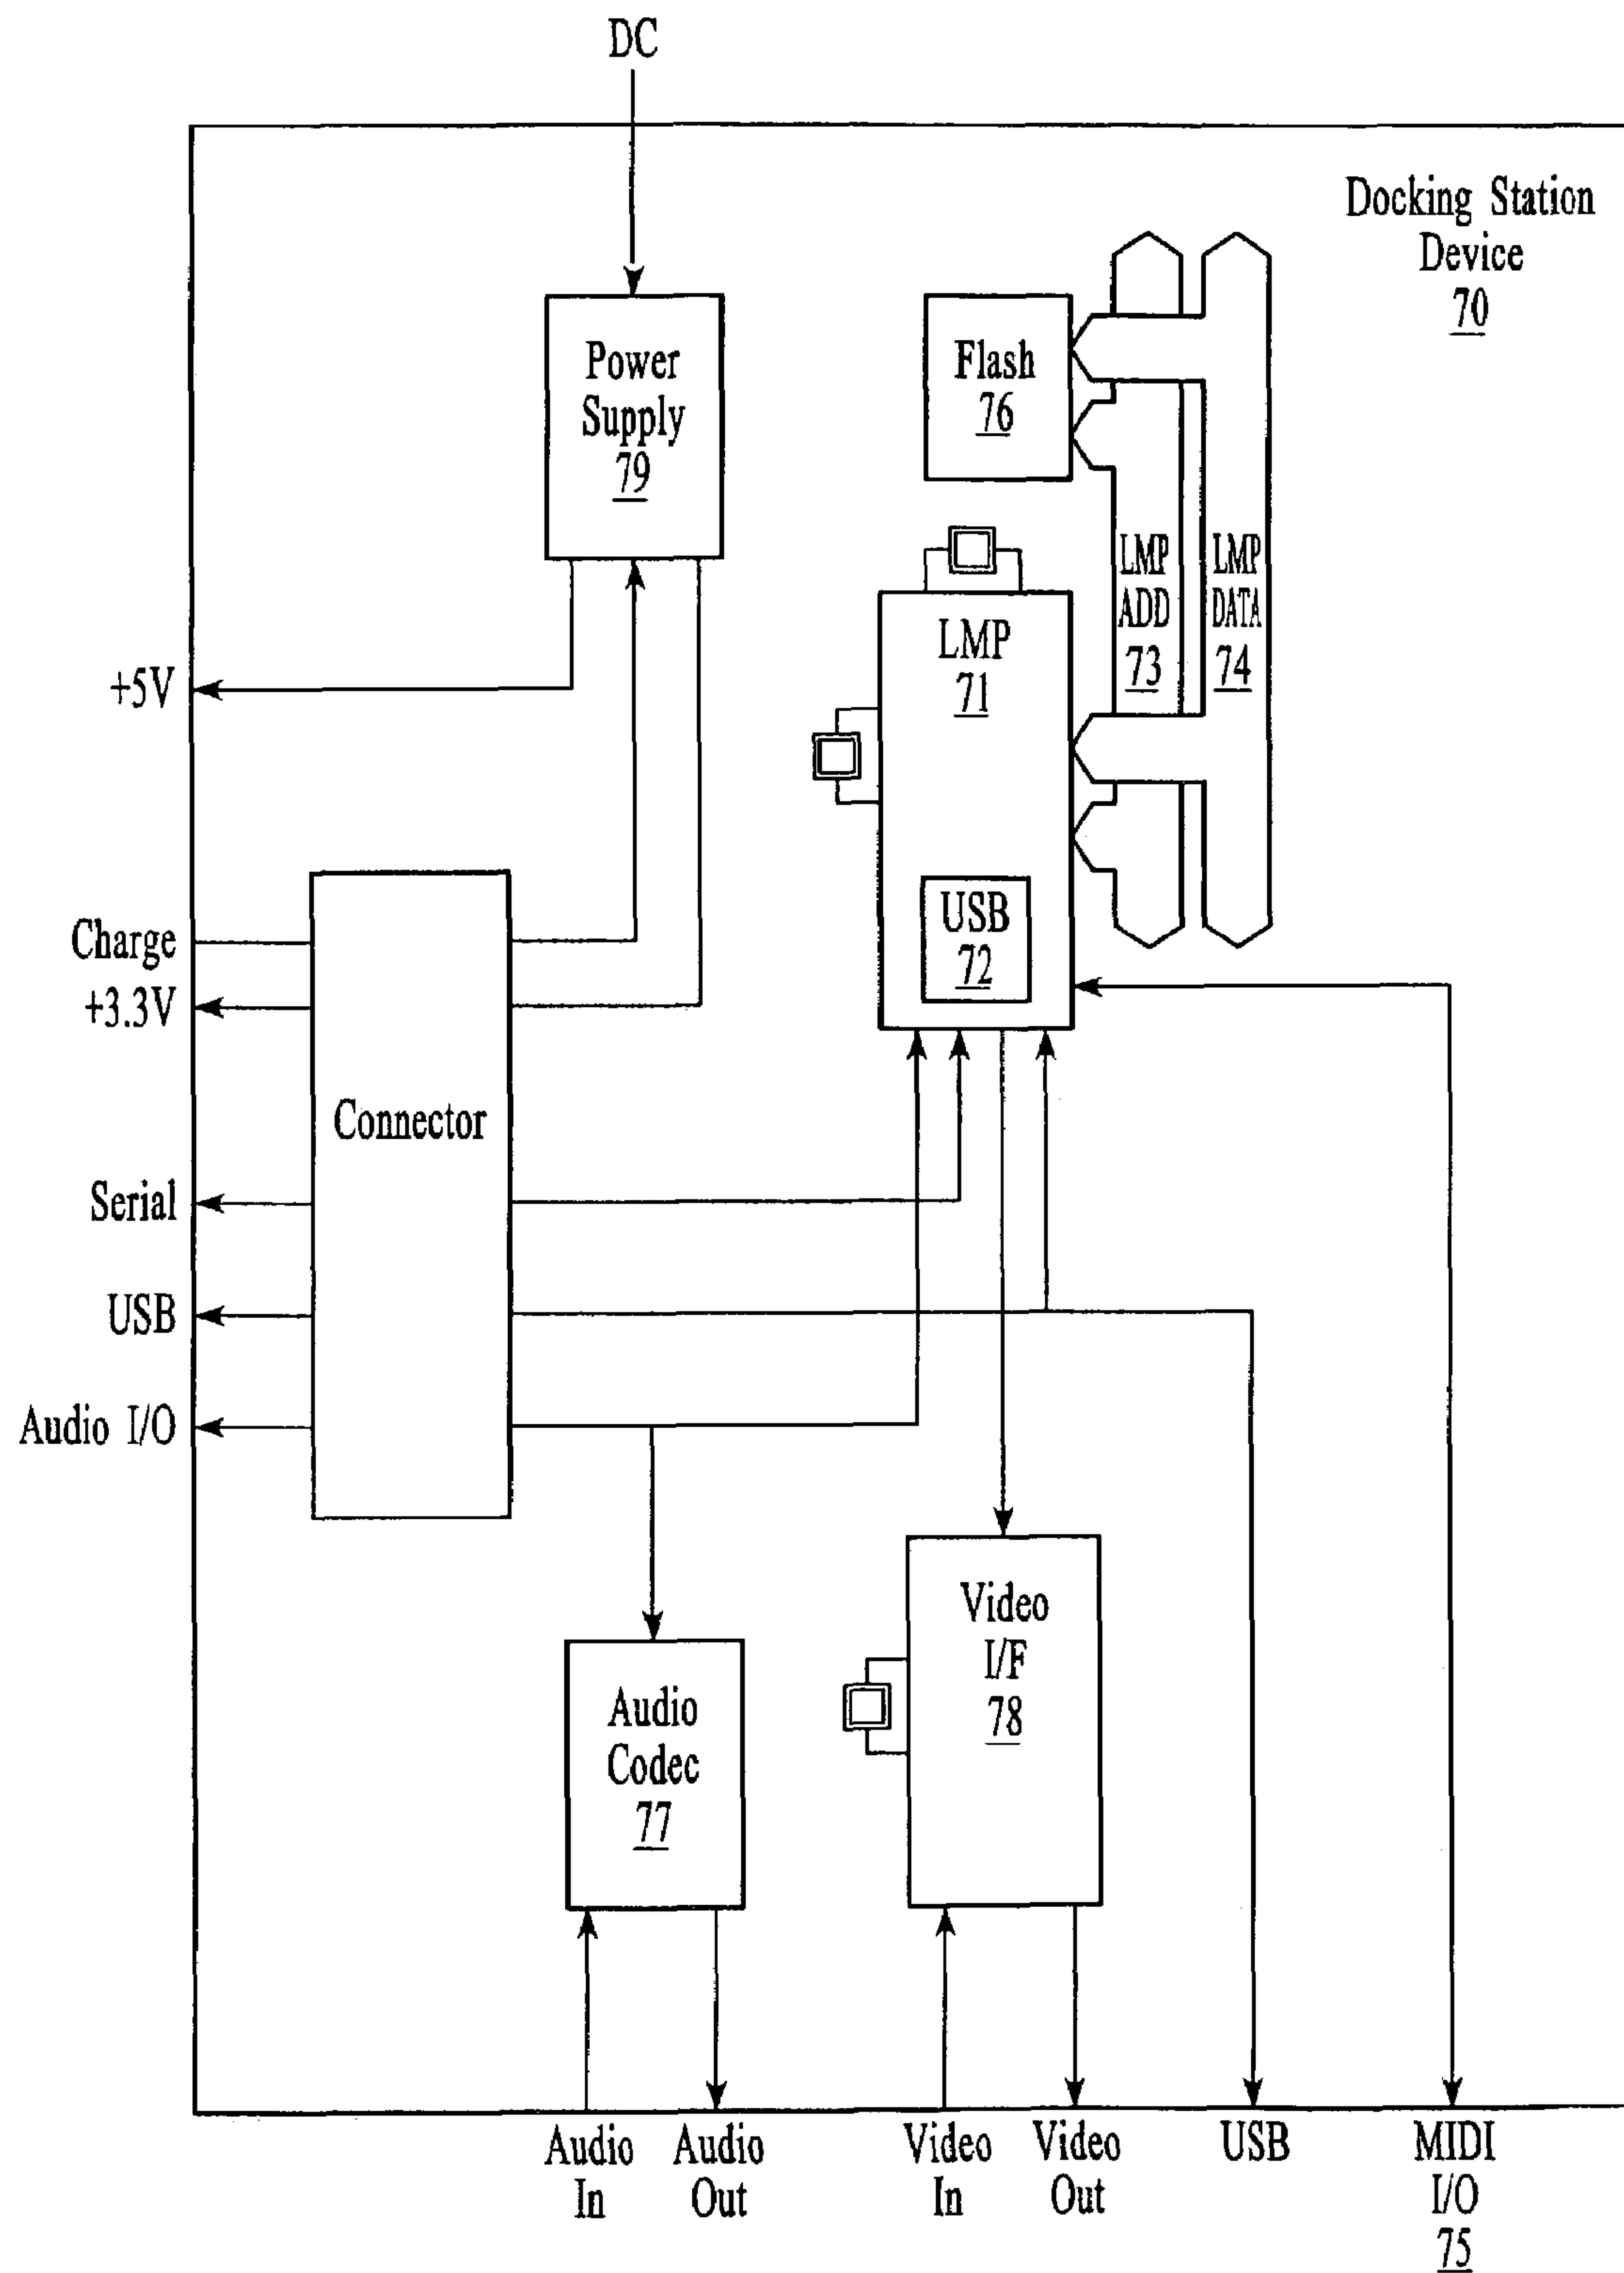 DC
Docking Station
Device
70
Power
Supply
79
Flash
76
LMP
ADD
73
LMP
DATA
74
LMP
71
USB
72
+5V
Charge
+3.3V
Connector
Serial
USB
Audio I/O
Video
I/F
78
Audio
Codec
77
Audio
In
Audio
Out
Video
In
Video
Out
USB
MIDI
I/O
75